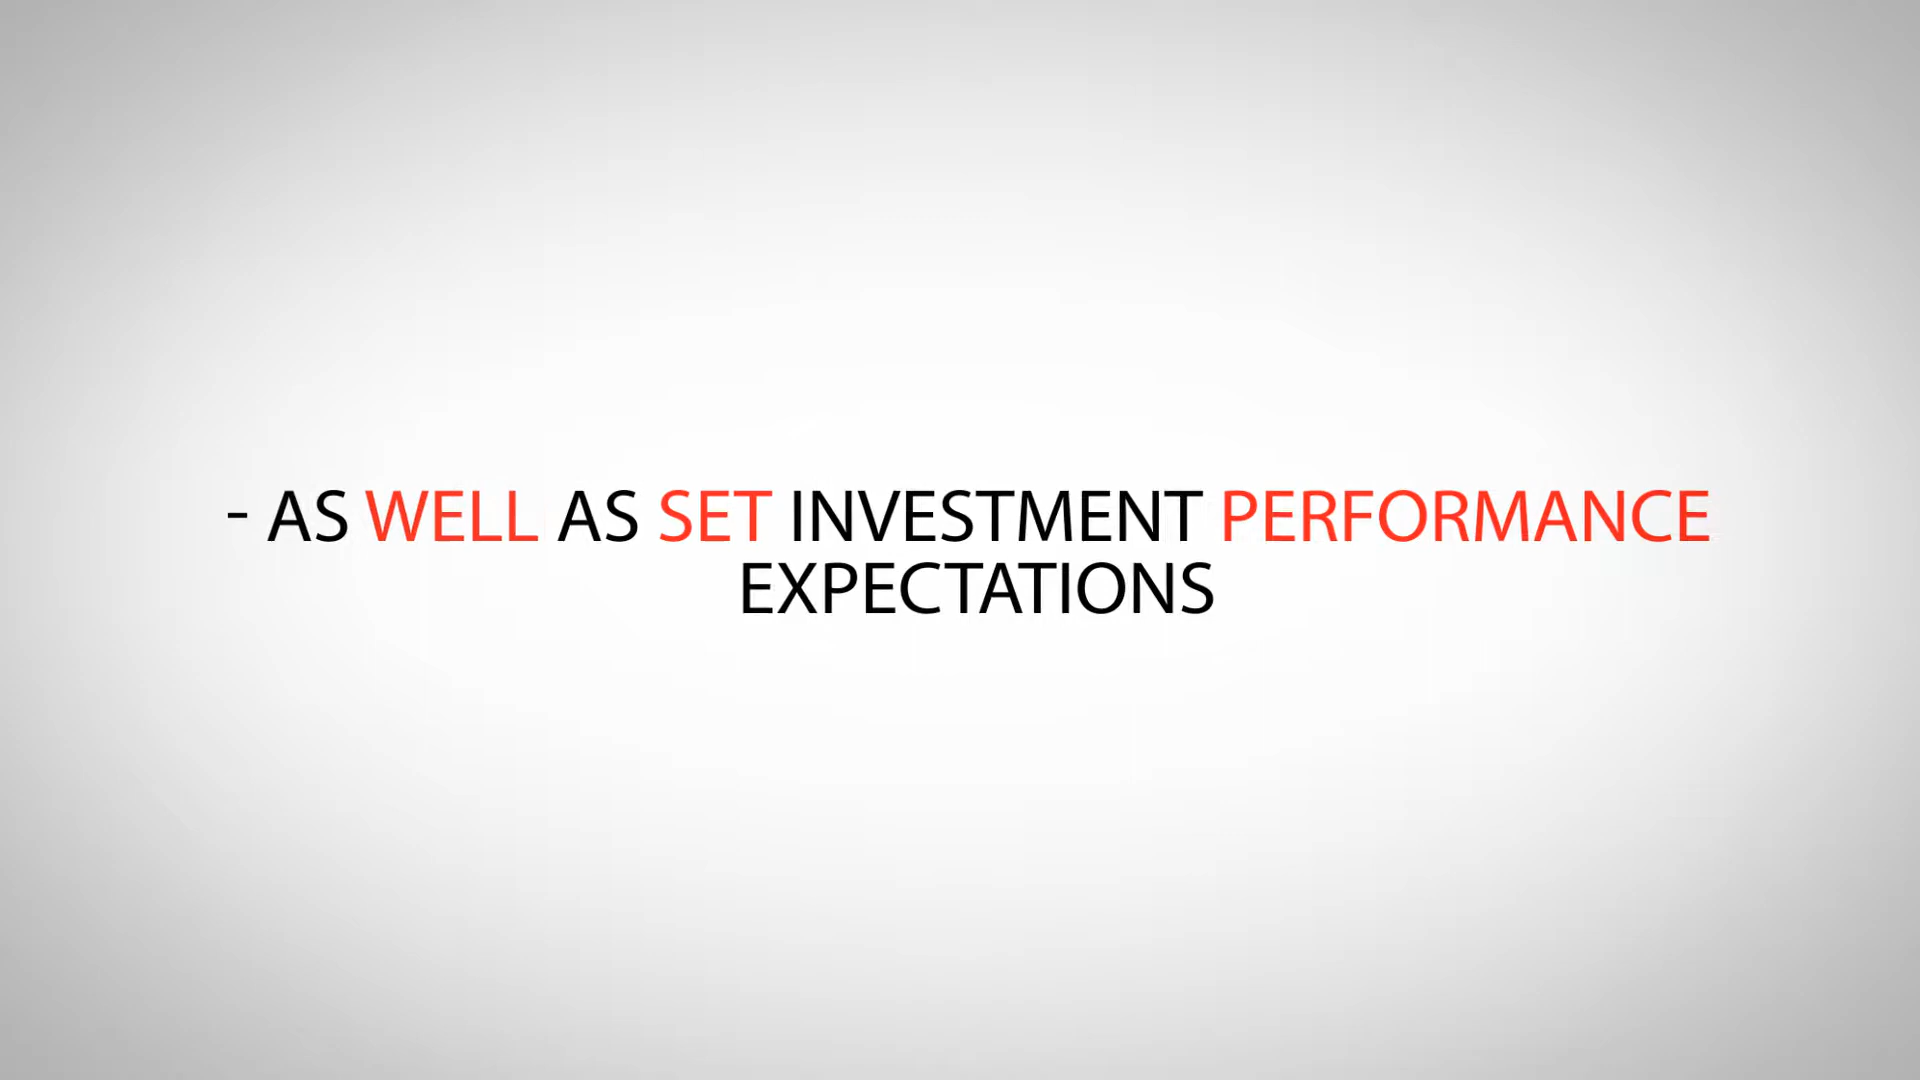 - AS WELL AS SET INVESTMENT PERFORMANCE
EXPECTATIONS